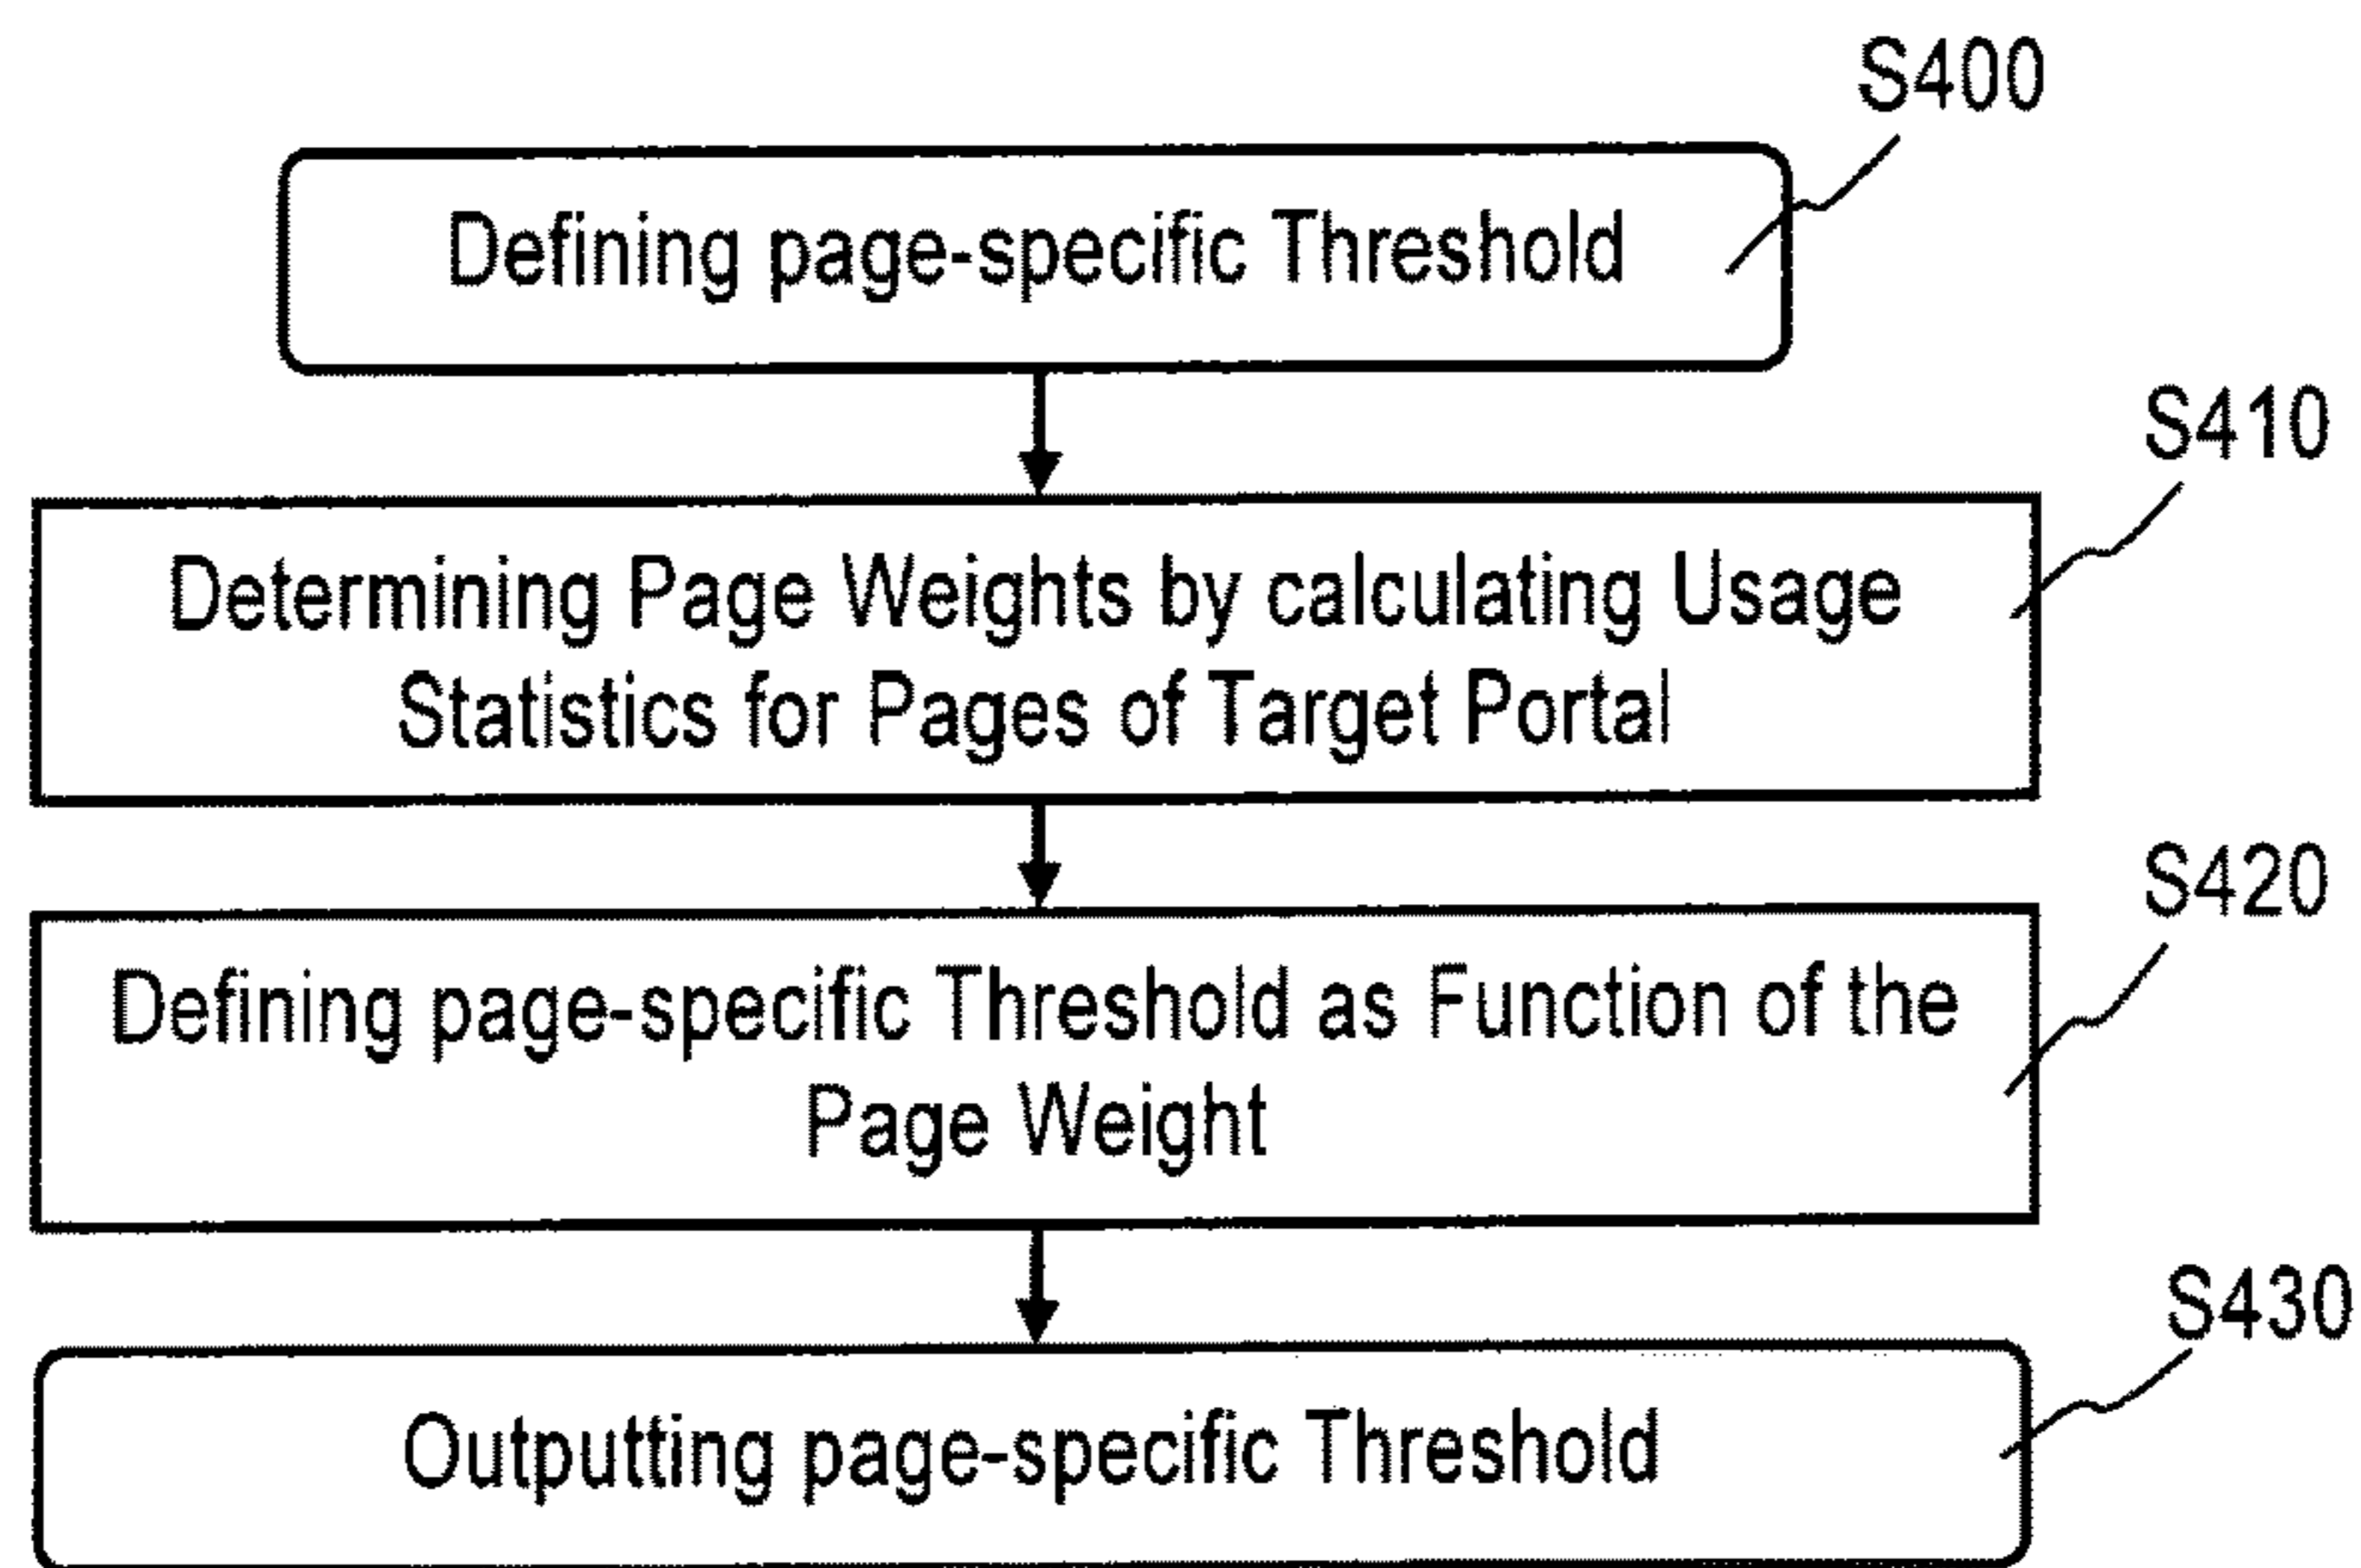 S400
Defining page-specific Threshold
S410
Determining Page Weights by calculating Usage
Statistics for Pages of Target Portal
S420
Defining page-specific Threshold as Function of the
Page Weight
S430
Outputting page-specific Threshold